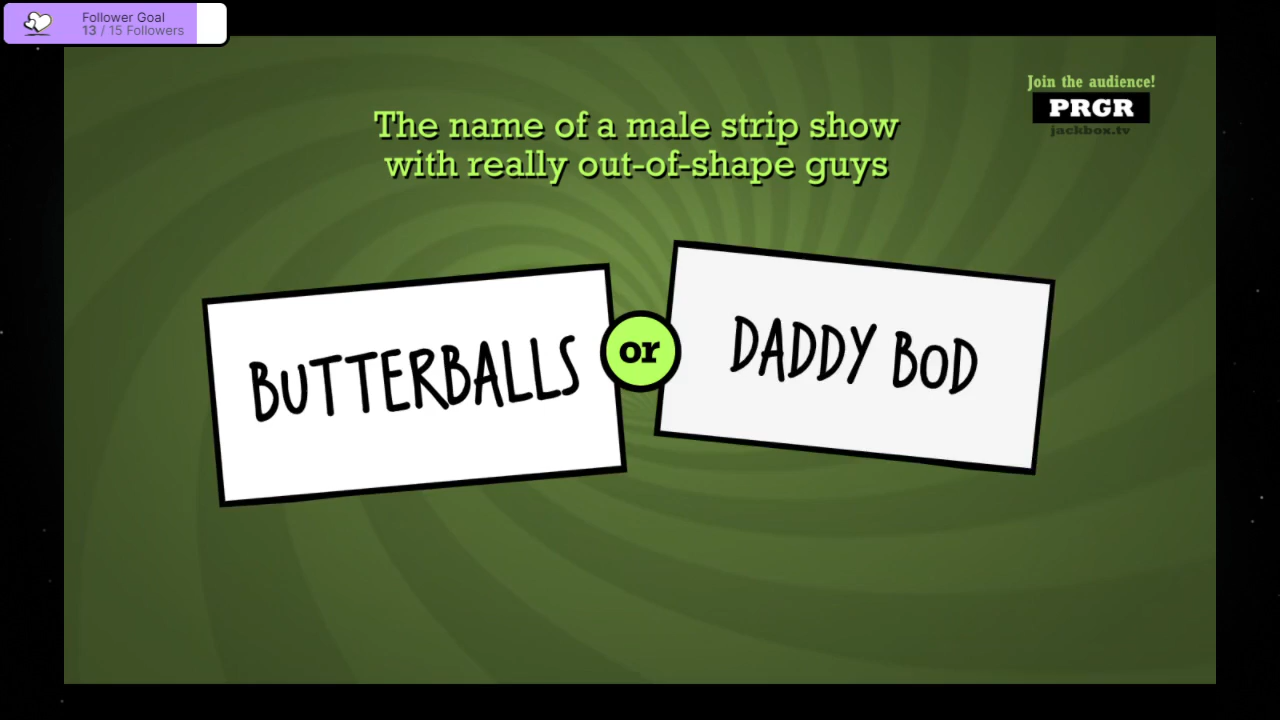 Follower Goal
13 / 15 Followers
Join the audience!
PRGR
jackbox.tv
The name of a male strip show
with really out-of-shape guys
BUTTERBALLS
or
DADDY BOD